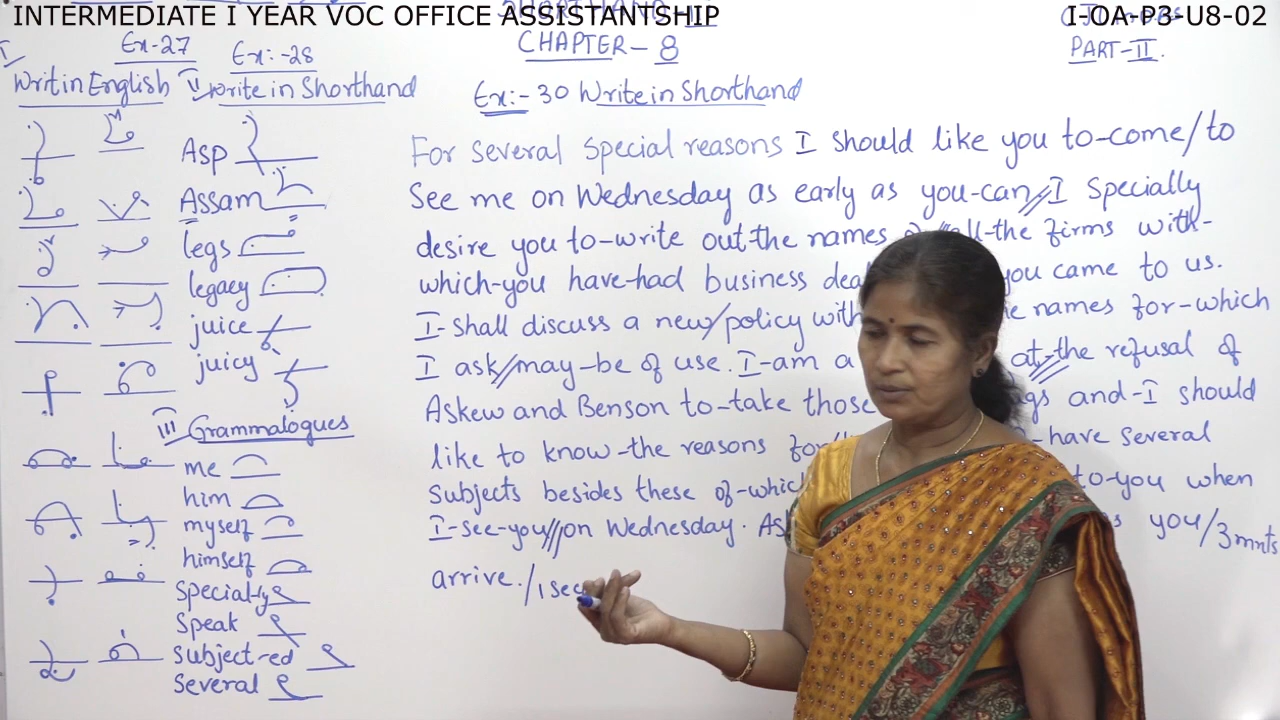 INTERMEDIATE I YEAR VOC OFFICE ASSISTANTSHIP
I-OA-P3-U8-02
CHAPTER-8
PART-II.
I
Ex-27
Writ in English
II
Ex:-28
Write in Shorthand
Asp
Assam
legs
legacy
juice
juicy
III Grammalogues
me
him
myself
himself
Special-ly
Speak
Subject-ed
Several
Ex:-30 Write in Shorthand
For several special reasons I should like you to-come/to
See me on Wednesday as early as you-can//I Specially
desire you to-write out-the names all-the firms with-
which-you have-had business you came to us.
I-shall discuss a new/policy with names for-which
I ask//may-be of use. I-am at-the refusal of
Askew and Benson to-take those and-I should
like to know-the reasons have several
Subjects besides these to-you when
I-see-you///on Wednesday. you/3mnts
arrive./1